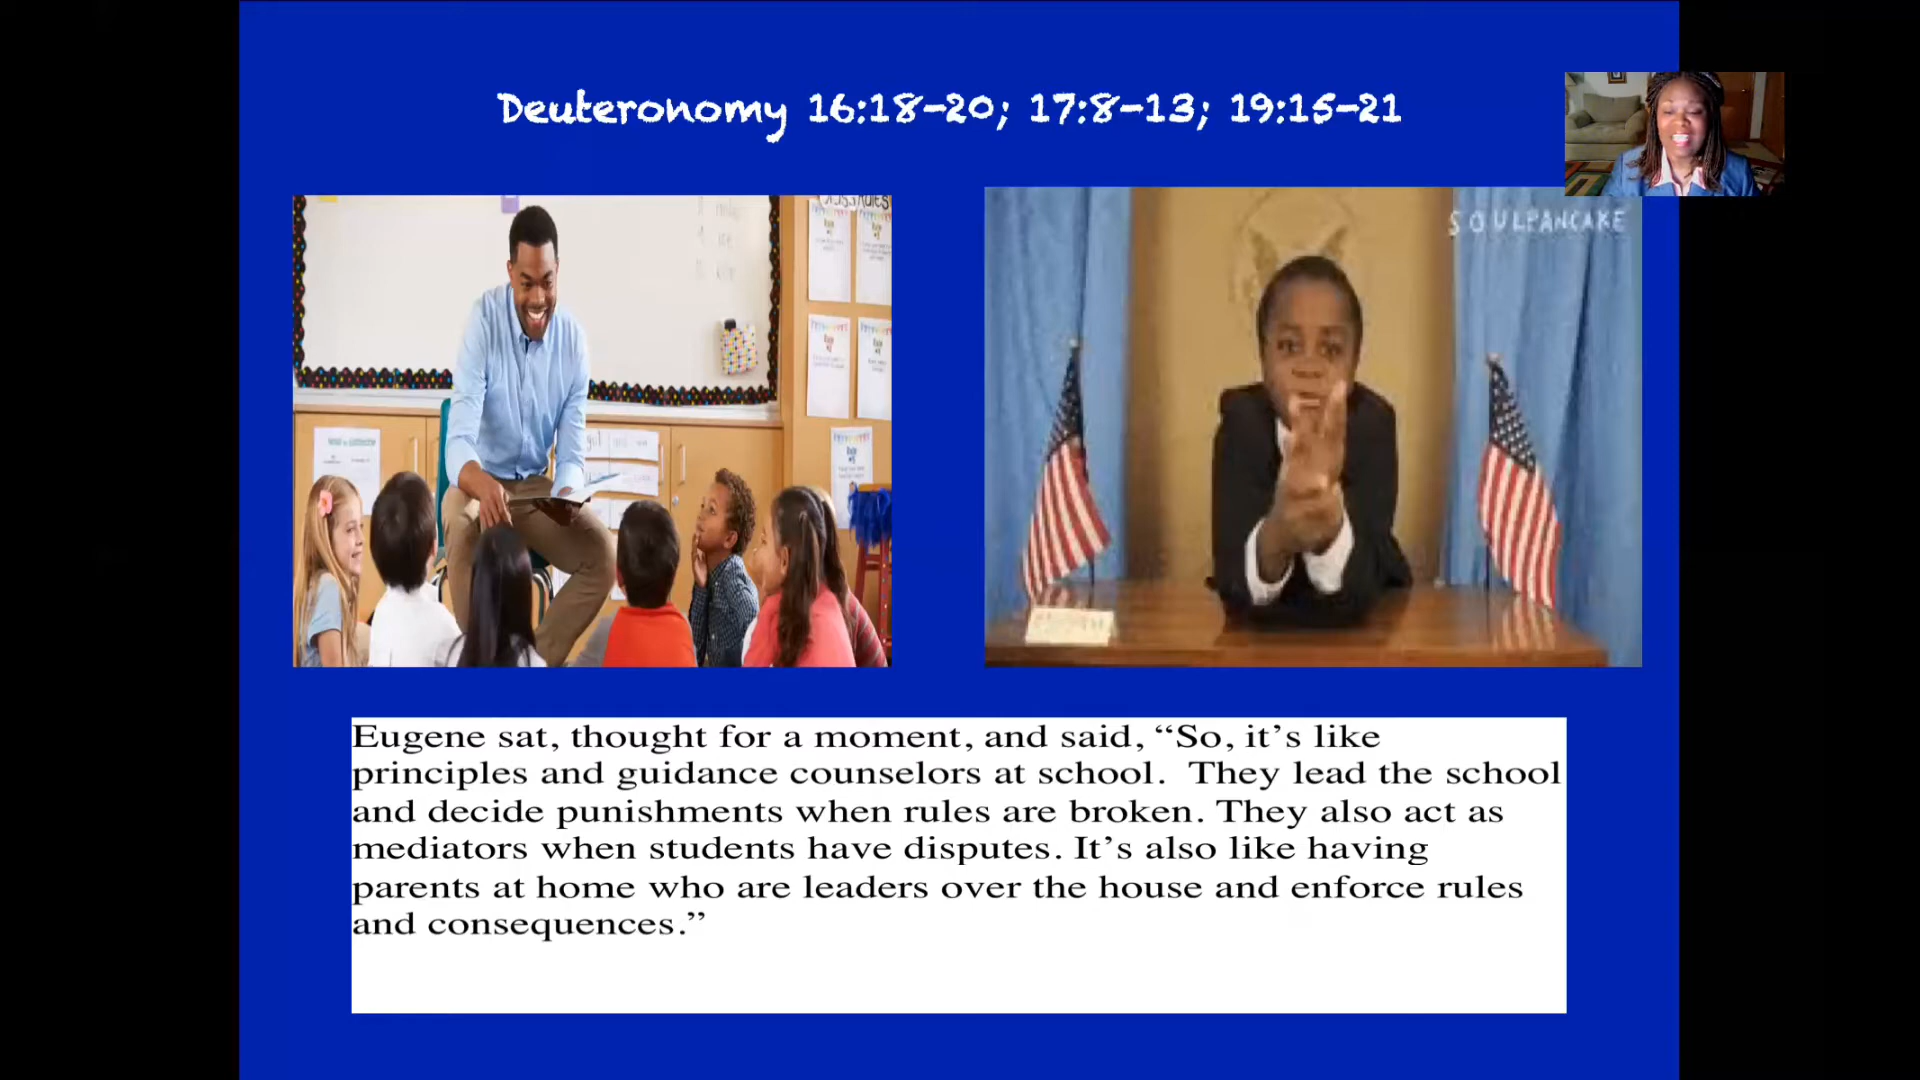 Deuteronomy 16:18-20; 17:8-13; 19:15-21
SOULPANCAKE
Eugene sat, thought for a moment, and said, “So, it’s like
principles and guidance counselors at school.  They lead the school
and decide punishments when rules are broken. They also act as
mediators when students have disputes. It’s also like having
parents at home who are leaders over the house and enforce rules
and consequences.”